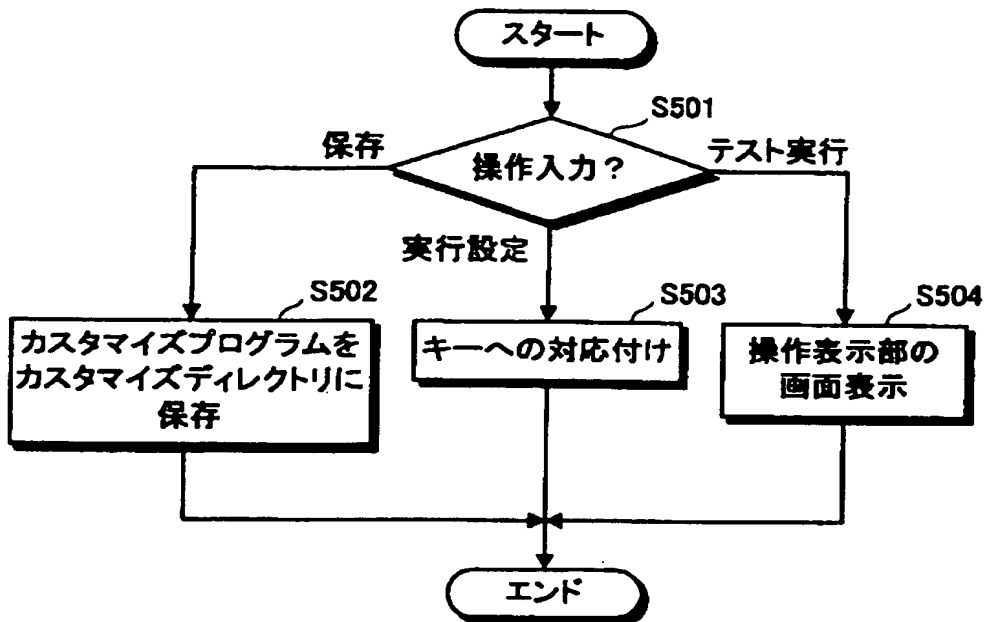 スタート
S501
操作入力？
保存
テスト実行
実行設定
S502
カスタマイズプログラムを
カスタマイズディレクトリに
保存
S503
キーへの対応付け
S504
操作表示部の
画面表示
エンド